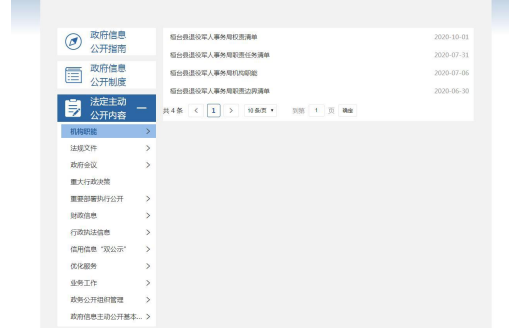 政府信息
公开指南
政府信息
公开制度
法定主动
公开内容
机构职能
法规文件
政府会议
重大行政决策
重要部署执行公开
财政信息
行政执法信息
信用信息“双公示”
优化服务
业务工作
政务公开组织管理
政府信息主动公开基本...
桓台县退役军人事务局权责清单 2020-10-01
桓台县退役军人事务局职责任务清单 2020-07-31
桓台县退役军人事务局机构职能 2020-07-06
桓台县退役军人事务局职责边界清单 2020-06-30
共 4 条 < 1 > 10 条/页 到第 1 页 确定